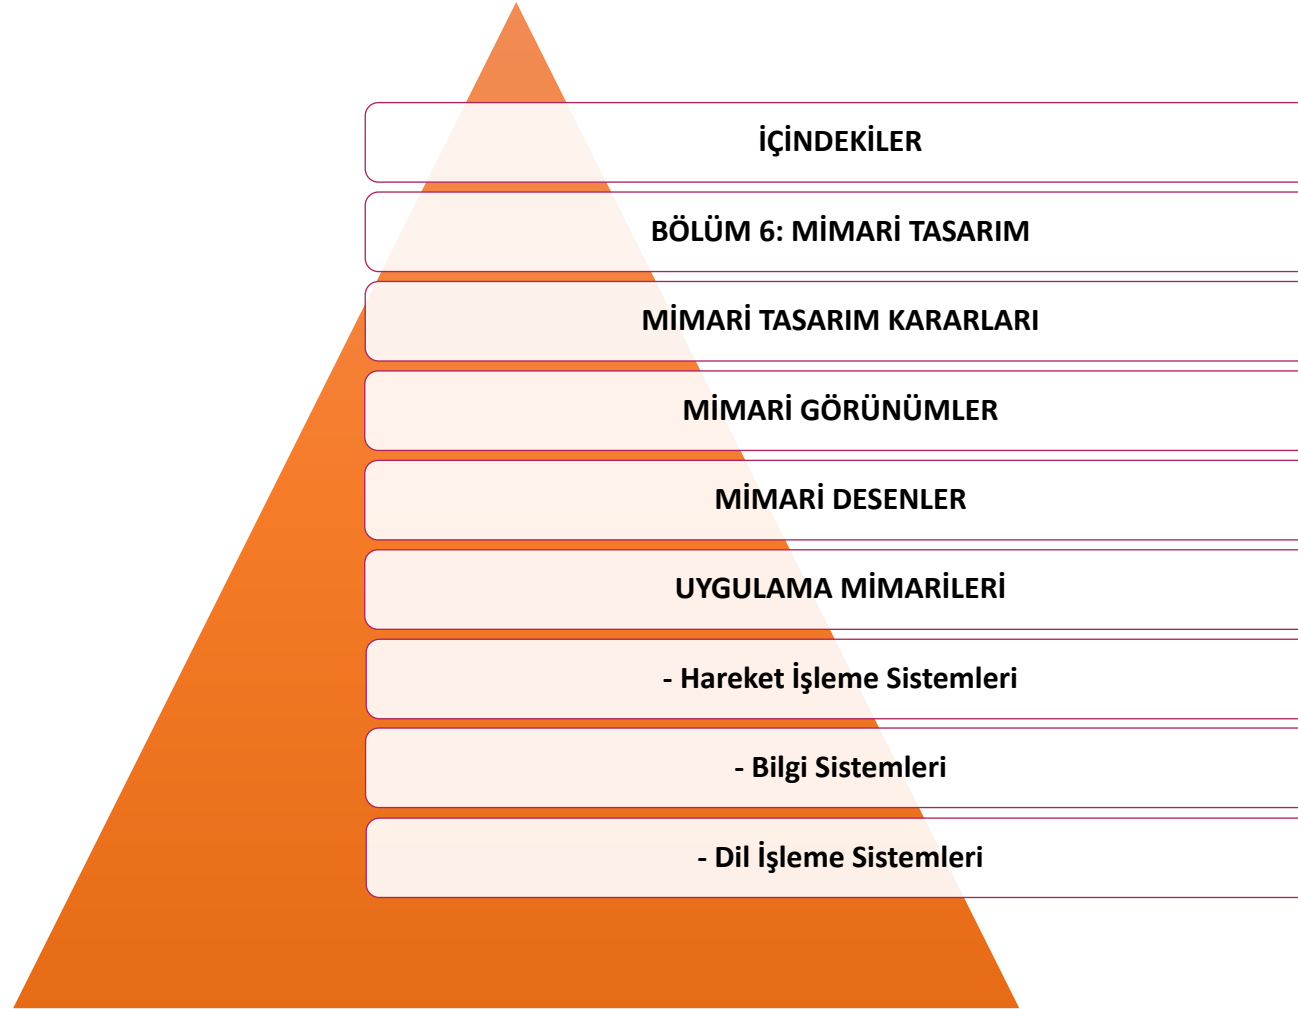 İÇİNDEKİLER
BÖLÜM 6: MİMARİ TASARIM
MİMARİ TASARIM KARARLARI
MİMARİ GÖRÜNÜMLER
MİMARİ DESENLER
UYGULAMA MİMARİLERİ
- Hareket İşleme Sistemleri
- Bilgi Sistemleri
- Dil İşleme Sistemleri